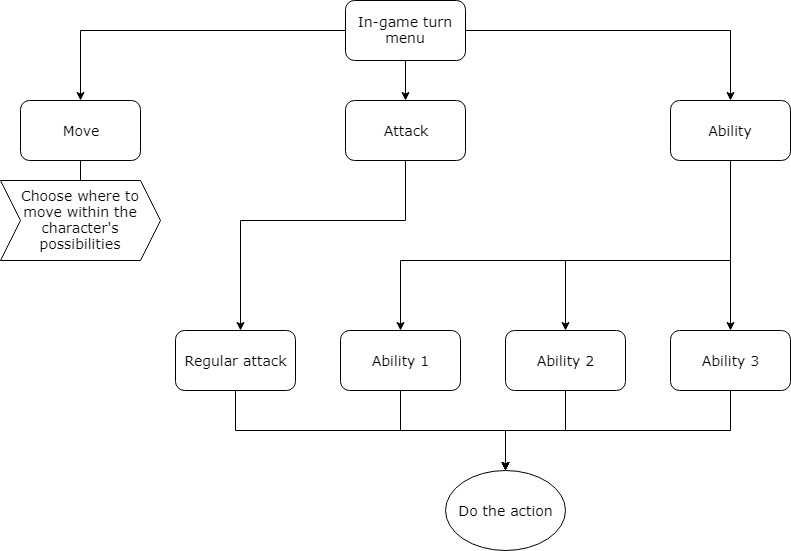 In-game turn
menu
Move
Attack
Ability
Choose where to
move within the
character's
possibilities
Regular attack
Ability 1
Ability 2
Ability 3
Do the action